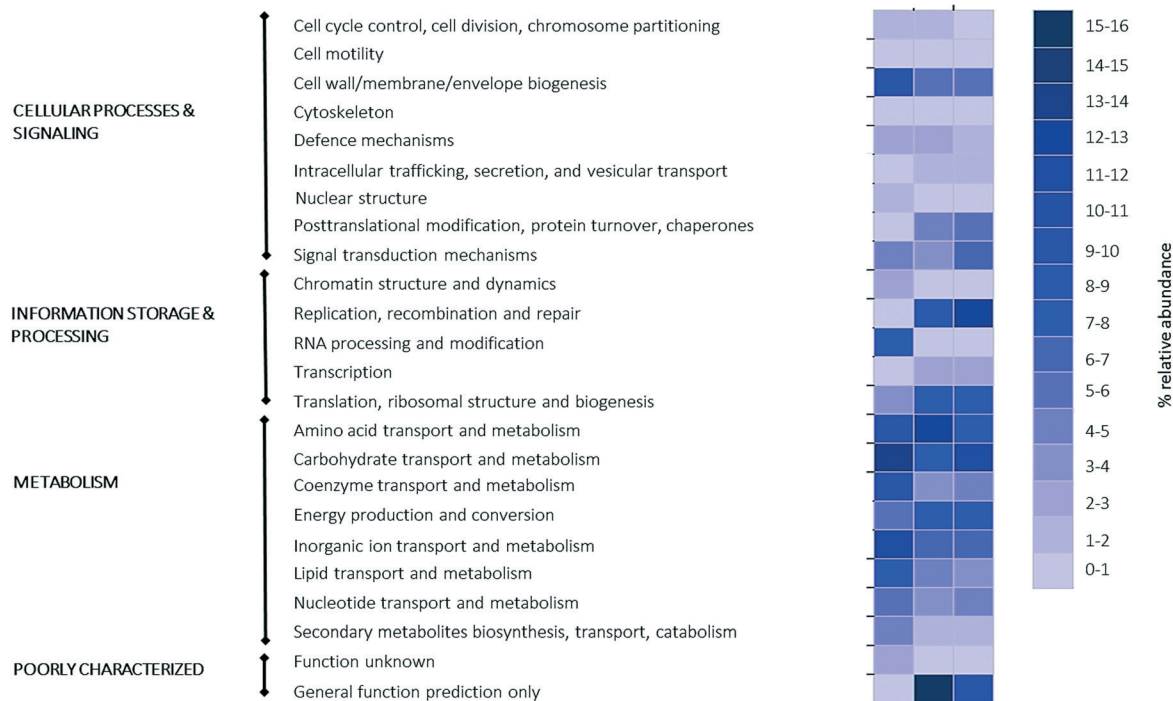 Cell cycle control, cell division, chromosome partitioning
Cell motility
Cell wall/membrane/envelope biogenesis
CELLULAR PROCESSES &
SIGNALING
Cytoskeleton
Defence mechanisms
Intracellular trafficking, secretion, and vesicular transport
Nuclear structure
Posttranslational modification, protein turnover, chaperones
Signal transduction mechanisms
Chromatin structure and dynamics
INFORMATION STORAGE &
PROCESSING
Replication, recombination and repair
RNA processing and modification
Transcription
Translation, ribosomal structure and biogenesis
Amino acid transport and metabolism
Carbohydrate transport and metabolism
METABOLISM
Coenzyme transport and metabolism
Energy production and conversion
Inorganic ion transport and metabolism
Lipid transport and metabolism
Nucleotide transport and metabolism
Secondary metabolites biosynthesis, transport, catabolism
POORLY CHARACTERIZED
Function unknown
General function prediction only
15-16
14-15
13-14
12-13
11-12
10-11
9-10
8-9
7-8
6-7
5-6
4-5
3-4
2-3
1-2
0-1
% relative abundance